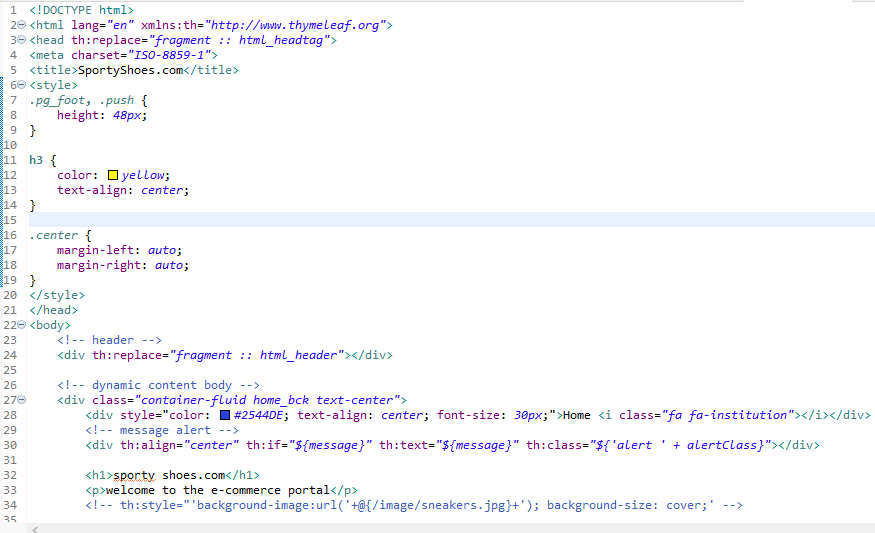 1 <!DOCTYPE html>
2 <html lang="en" xmlns:th="http://www.thymeleaf.org">
3 <head th:replace="fragment :: html_headtag">
4 <meta charset="ISO-8859-1">
5 <title>SportyShoes.com</title>
6 <style>
7 .pg_foot, .push {
8     height: 48px;
9 }
10
11 h3 {
12     color: yellow;
13     text-align: center;
14 }
15
16 .center {
17     margin-left: auto;
18     margin-right: auto;
19 }
20 </style>
21 </head>
22 <body>
23     <!-- header -->
24     <div th:replace="fragment :: html_header"></div>
25
26     <!-- dynamic content body -->
27     <div class="container-fluid home_bck text-center">
28         <div style="color: #2544DE; text-align: center; font-size: 30px;">Home <i class="fa fa-institution"></i></div>
29         <!-- message alert -->
30         <div th:align="center" th:if="${message}" th:text="${message}" th:class="${'alert ' + alertClass}"></div>
31
32         <h1>sporty shoes.com</h1>
33         <p>welcome to the e-commerce portal</p>
34         <!-- th:style="'background-image:url('+@{/image/sneakers.jpg}+'); background-size: cover;' -->
35